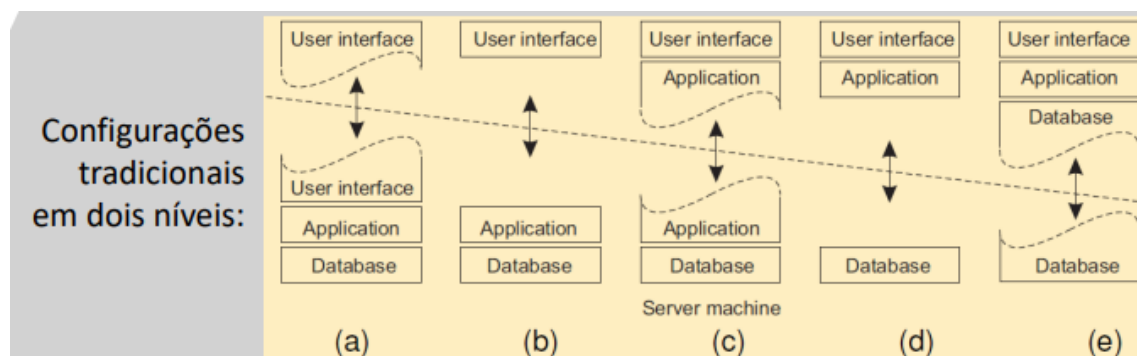 Configurações
tradicionais
em dois níveis:
User interface
User interface
Application
Database
(a)
User interface
Application
Database
(b)
User interface
Application
Application
Database
Server machine
(c)
User interface
Application
Database
(d)
User interface
Application
Database
Database
(e)